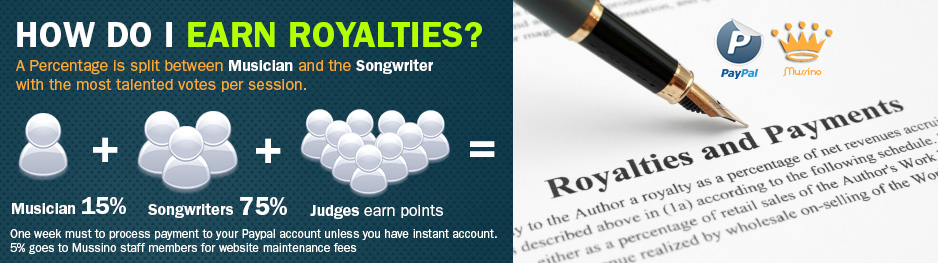 HOW DO I EARN ROYALTIES?
A Percentage is split between Musician and the Songwriter
with the most talented votes per session.
+ + =
Musician 15% Songwriters 75% Judges earn points
One week must to process payment to your Paypal account unless you have instant account.
5% goes to Mussino staff members for website maintenance fees
P
PayPal Mussino
Royalties and Payments
to the Author a royalty as a percentage of net revenues accru
described above in (1a) according to the following schedule.
either as a percentage of retail sales of the Author's Work
nue realized by wholesale on-selling of the Wor